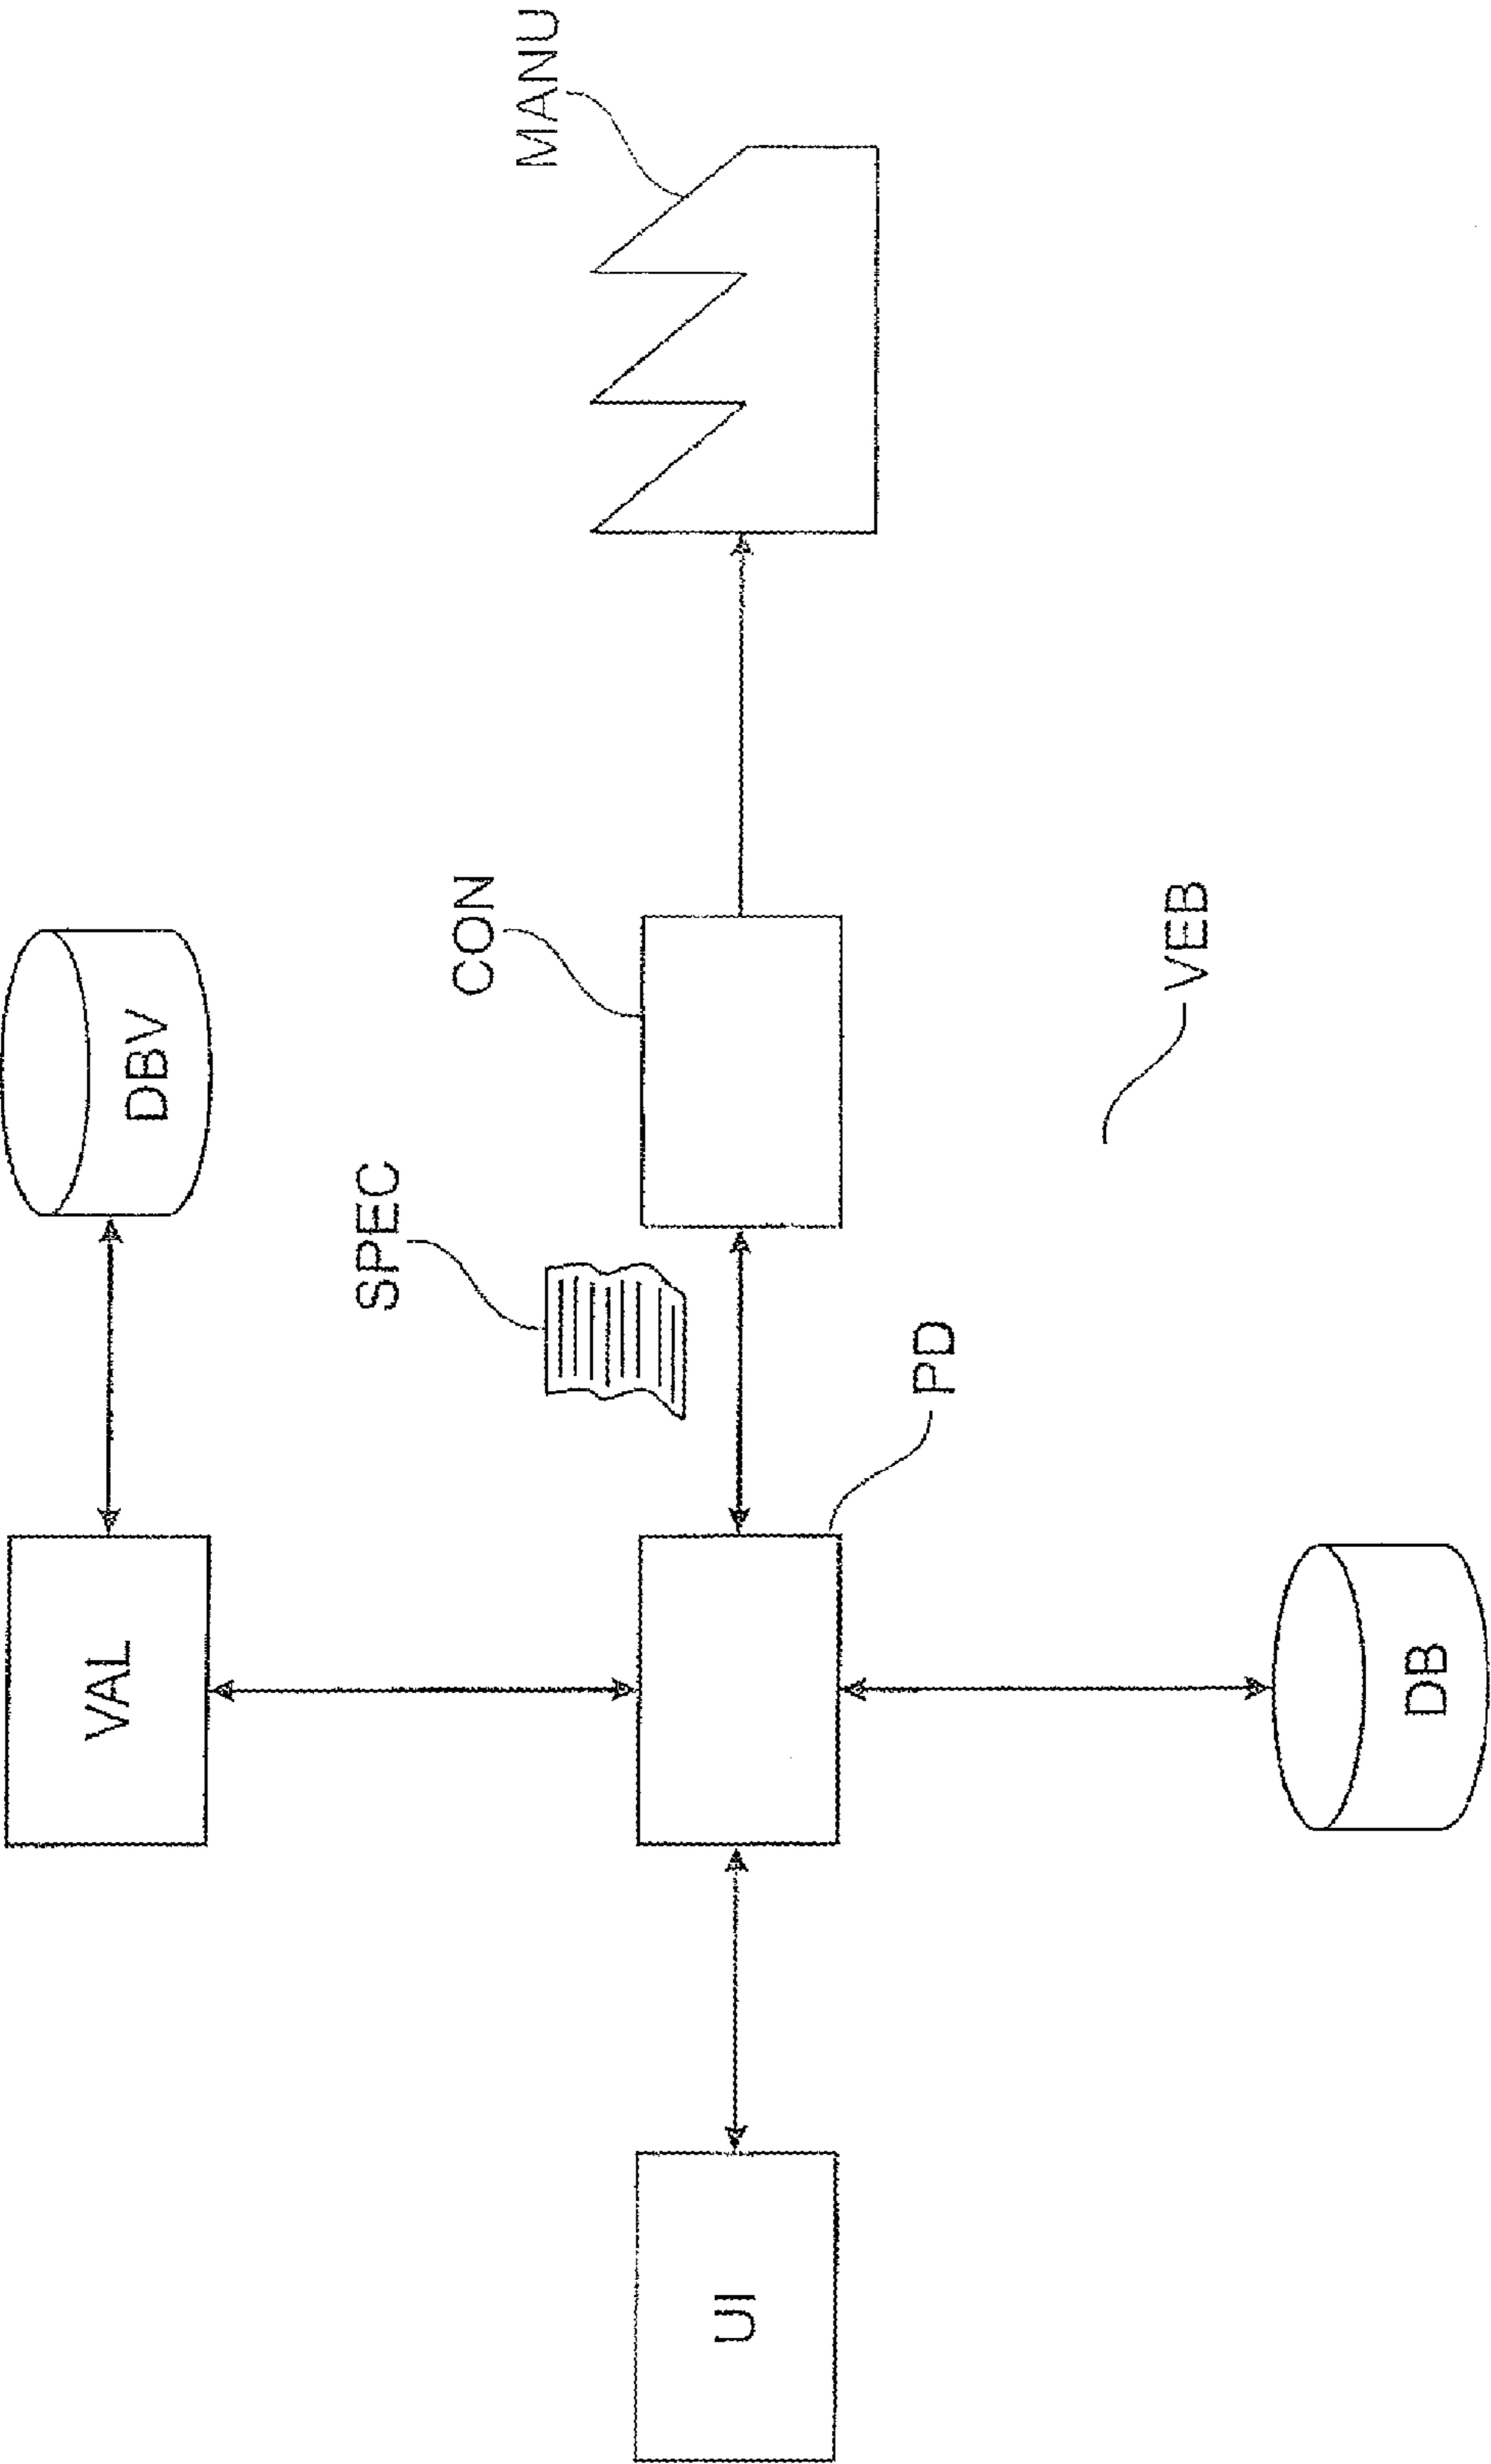 VAL
DBV
SPEC
CON
MANU
UI
PD
DB
VEB